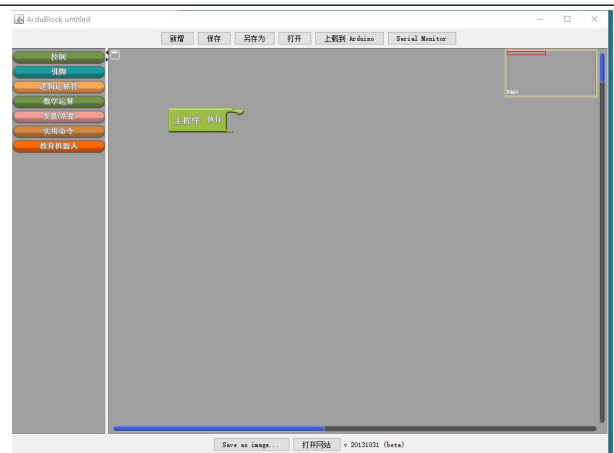 ArduBlock untitled
新增 保存 另存为 打开 上载到 Arduino Serial Monitor
控制
引脚
逻辑运算符
数学运算
变量/常量
实用命令
教育机器人
Main
主程序 执行
Save as image... 打开网站 v 20131031 (beta)